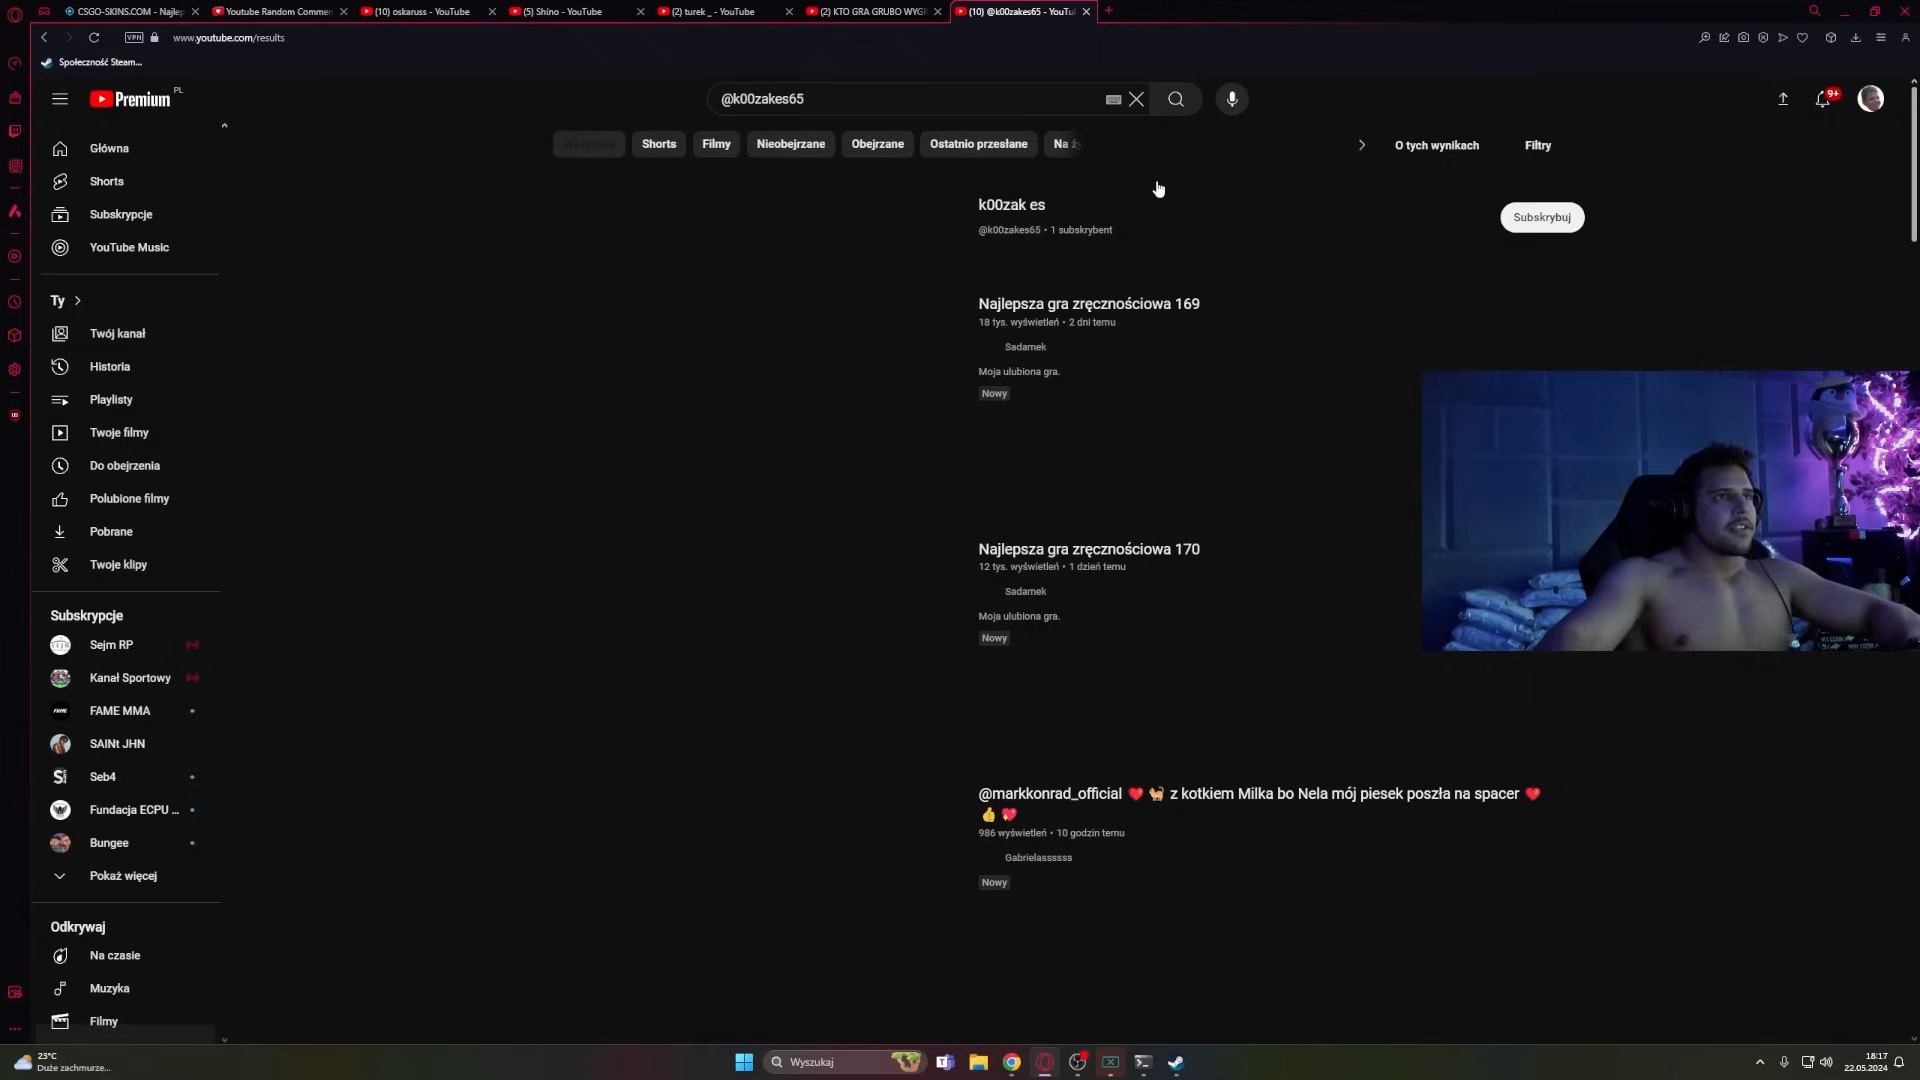 CSGO-SKINS.COM - Najlep
Youtube Random Commen
(10) oskaruss - YouTube
(5) Shino - YouTube
(2) turek _ - YouTube
(2) KTO GRA GRUBO WYGR
(10) @k00zakes65 - YouTu
VPN
www.youtube.com/results
Społeczność Steam...
Premium PL
@k00zakes65
9+
Shorts
Filmy
Nieobejrzane
Obejrzane
Ostatnio przesłane
Na ż
O tych wynikach
Filtry
Główna
Shorts
Subskrypcje
YouTube Music
Ty
Twój kanał
Historia
Playlisty
Twoje filmy
Do obejrzenia
Polubione filmy
Pobrane
Twoje klipy
Subskrypcje
Sejm RP
Kanał Sportowy
FAME MMA
SAINt JHN
Seb4
Fundacja ECPU ...
Bungee
Pokaż więcej
Odkrywaj
Na czasie
Muzyka
Filmy
k00zak es
@k00zakes65 • 1 subskrybent
Subskrybuj
Najlepsza gra zręcznościowa 169
18 tys. wyświetleń • 2 dni temu
Sadamek
Moja ulubiona gra.
Nowy
Najlepsza gra zręcznościowa 170
12 tys. wyświetleń • 1 dzień temu
Sadamek
Moja ulubiona gra.
Nowy
@markkonrad_official ❤️ 🐈 z kotkiem Milka bo Nela mój piesek poszła na spacer ❤️
👍 💖
986 wyświetleń • 10 godzin temu
Gabrielassssss
Nowy
23°C
Duże zachmurze...
Wyszukaj
18:17
22.05.2024